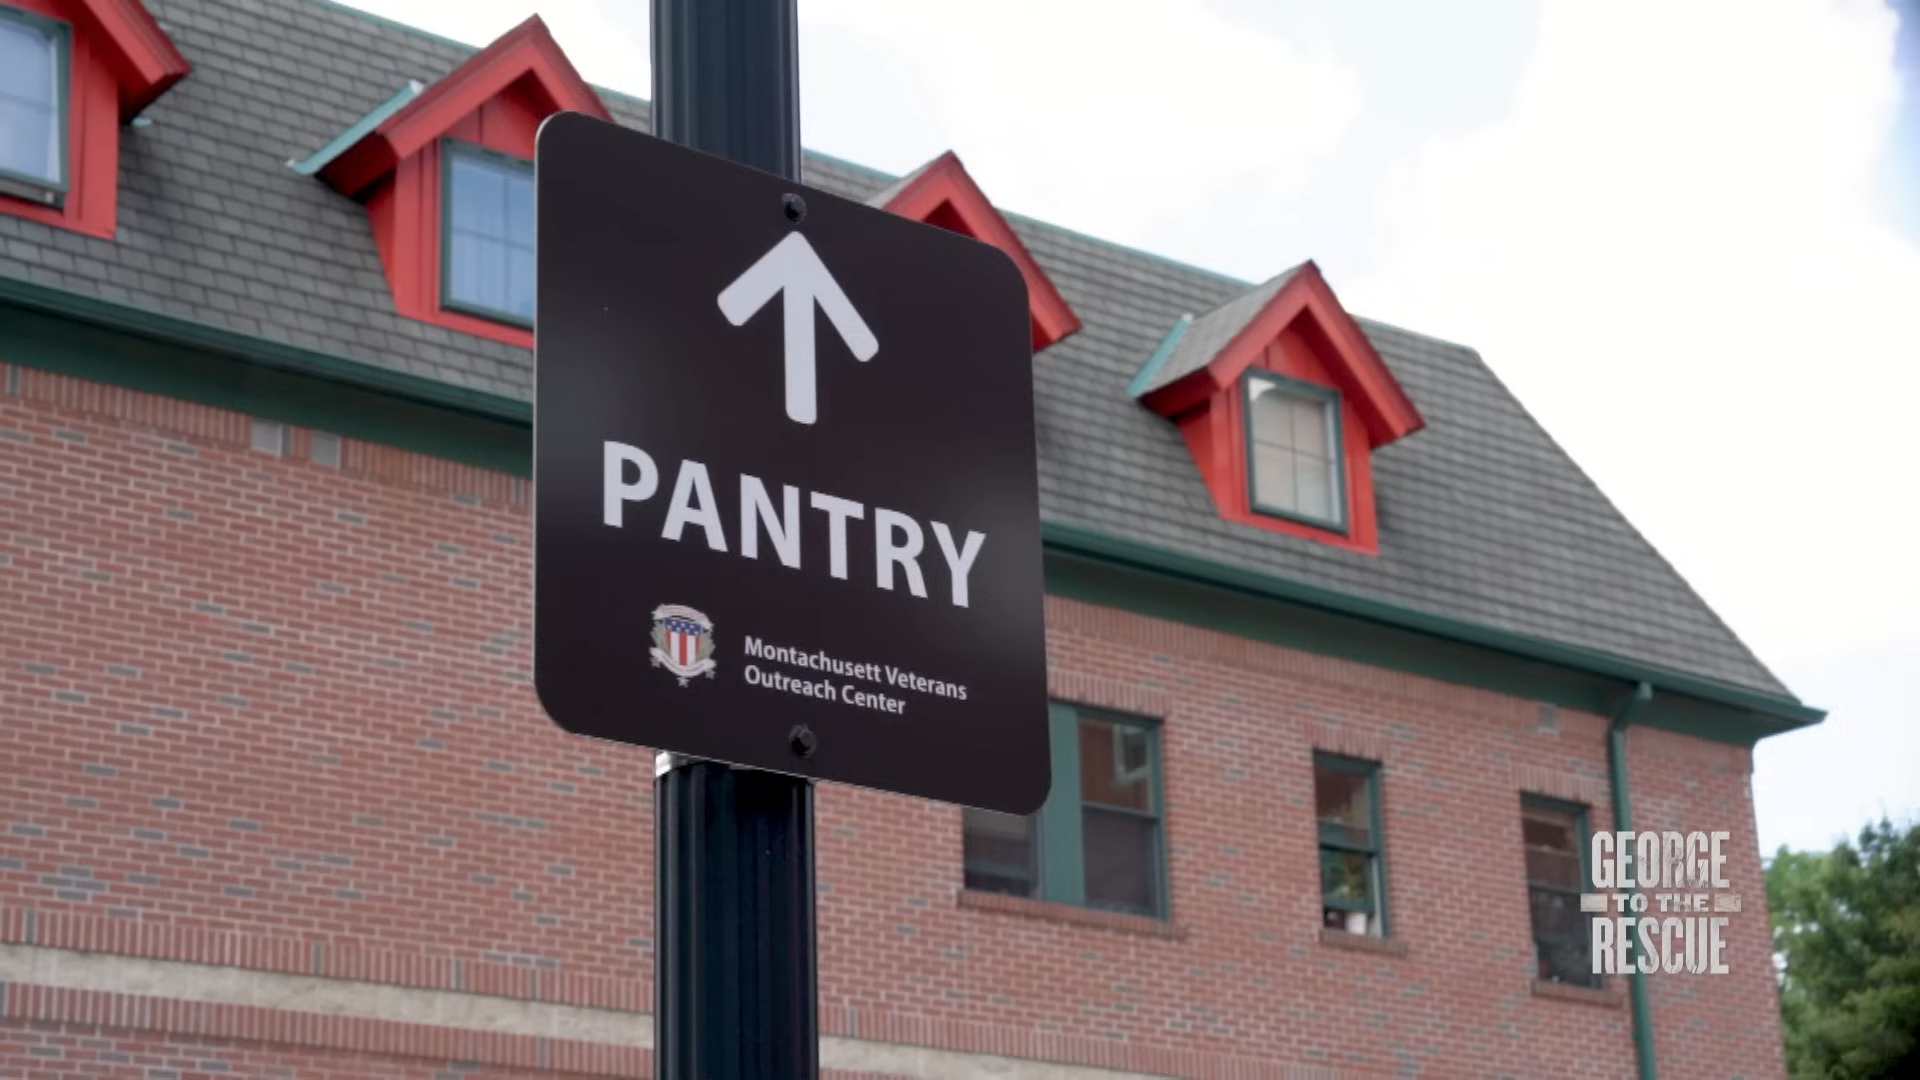 PANTRY
Montachusett Veterans
Outreach Center
GEORGE
TO THE
RESCUE